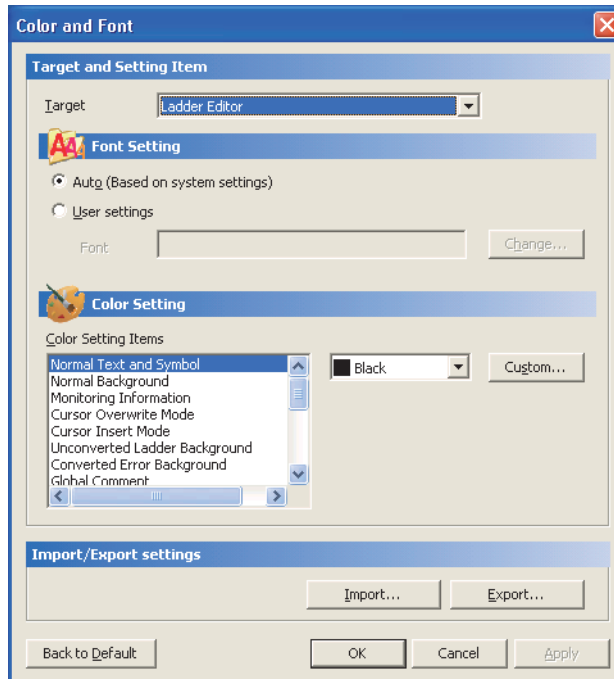 Color and Font
Target and Setting Item
Target Ladder Editor
Font Setting
Auto (Based on system settings)
User settings
Font Change...
Color Setting
Color Setting Items
Normal Text and Symbol Black Custom...
Normal Background
Monitoring Information
Cursor Overwrite Mode
Cursor Insert Mode
Unconverted Ladder Background
Converted Error Background
Global Comment
Import/Export settings
Import... Export...
Back to Default OK Cancel Apply